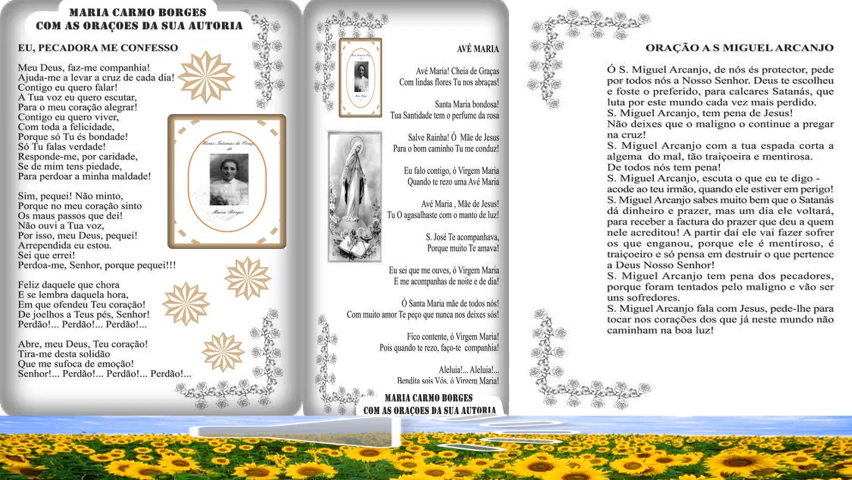 MARIA CARMO BORGES
COM AS ORAÇOES DA SUA AUTORIA
EU, PECADORA ME CONFESSO
Meu Deus, faz-me companhia!
Ajuda-me a levar a cruz de cada dia!
Contigo eu quero falar!
A Tua voz eu quero escutar,
Para o meu coração alegrar!
Contigo eu quero viver,
Com toda a felicidade,
Porque só Tu és bondade!
Só Tu falas verdade!
Responde-me, por caridade,
Se de mim tens piedade,
Para perdoar a minha maldade!
Sim, pequei! Não minto,
Porque no meu coração sinto
Os maus passos que dei!
Não ouvi a Tua voz,
Por isso, meu Deus, pequei!
Arrependida eu estou.
Sei que errei!
Perdoa-me, Senhor, porque pequei!!!
Feliz daquele que chora
E se lembra daquela hora,
Em que ofendeu Teu coração!
De joelhos a Teus pés, Senhor!
Perdão!... Perdão!... Perdão!...
Abre, meu Deus, Teu coração!
Tira-me desta solidão
Que me sufoca de emoção!
Senhor!... Perdão!... Perdão!... Perdão!...
Maria Borges
AVÉ MARIA
Avé Maria! Cheia de Graças
Com lindas flores Tu nos abraças!
Santa Maria bondosa!
Tua Santidade tem o perfume da rosa
Salve Rainha! Ó Mãe de Jesus
Para o bom caminho Tu me conduz!
Eu falo contigo, ó Virgem Maria
Quando te rezo uma Avé Maria
Avé Maria , Mãe de Jesus!
Tu O agasalhaste com o manto de luz!
S. José Te acompanhava,
Porque muito Te amava!
Eu sei que me ouves, ó Virgem Maria
E me acompanhas de noite e de dia!
Ó Santa Maria mãe de todos nós!
Com muito amor Te peço que nunca nos deixes sós!
Fico contente, ó Virgem Maria!
Pois quando te rezo, faço-te companhia!
Aleluia!... Aleluia!...
Bendita sois Vós, ó Virgem Maria!
MARIA CARMO BORGES
COM AS ORAÇOES DA SUA AUTORIA
ORAÇÃO A S MIGUEL ARCANJO
Ó S. Miguel Arcanjo, de nós és protector, pede
por todos nós a Nosso Senhor. Deus te escolheu
e foste o preferido, para calcares Satanás, que
luta por este mundo cada vez mais perdido.
S. Miguel Arcanjo, tem pena de Jesus!
Não deixes que o maligno o continue a pregar
na cruz!
S. Miguel Arcanjo com a tua espada corta a
algema do mal, tão traiçoeira e mentirosa.
De todos nós tem pena!
S. Miguel Arcanjo, escuta o que eu te digo -
acode ao teu irmão, quando ele estiver em perigo!
S. Miguel Arcanjo sabes muito bem que o Satanás
dá dinheiro e prazer, mas um dia ele voltará,
para receber a factura do prazer que deu a quem
nele acreditou! A partir daí ele vai fazer sofrer
os que enganou, porque ele é mentiroso, é
traiçoeiro e só pensa em destruir o que pertence
a Deus Nosso Senhor!
S. Miguel Arcanjo tem pena dos pecadores,
porque foram tentados pelo maligno e vão ser
uns sofredores.
S. Miguel Arcanjo fala com Jesus, pede-lhe para
tocar nos corações dos que já neste mundo não
caminham na boa luz!